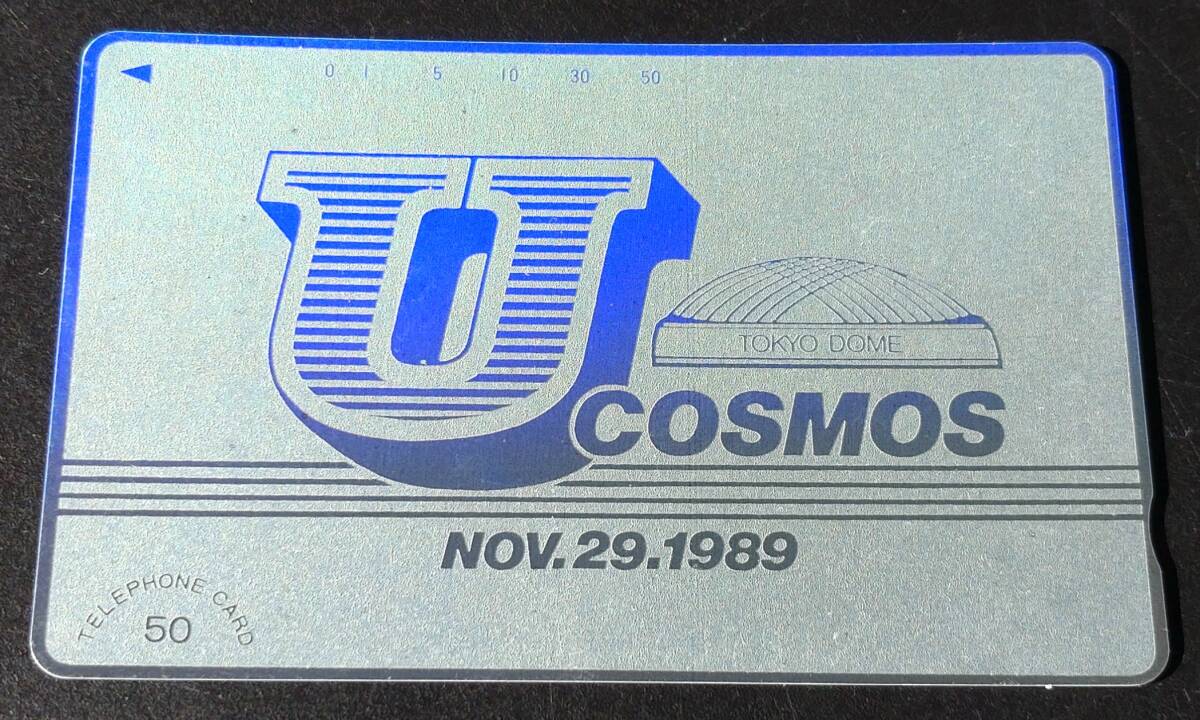 0 1 5 10 30 50
U
TOKYO DOME
COSMOS
NOV.29.1989
TELEPHONE CARD
50